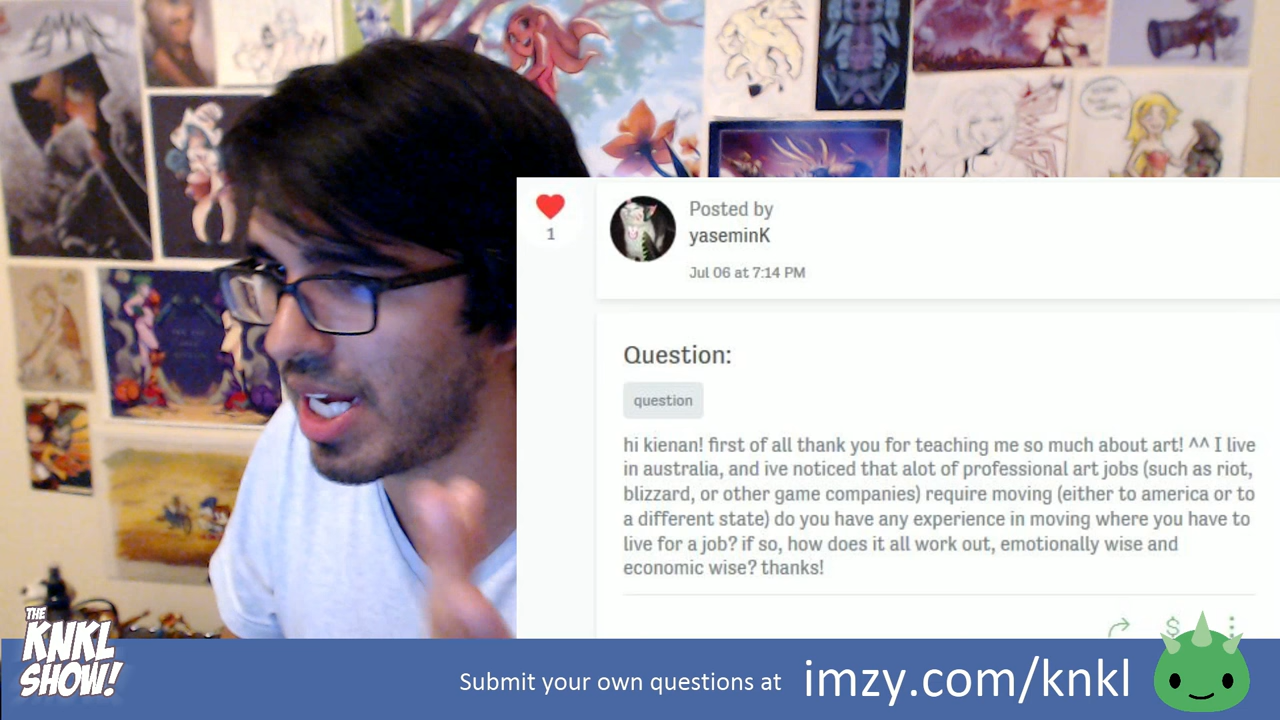 1
Posted by
yaseminK
Jul 06 at 7:14 PM
Question:
question
hi kienan! first of all thank you for teaching me so much about art! ^^ I live
in australia, and ive noticed that alot of professional art jobs (such as riot,
blizzard, or other game companies) require moving (either to america or to
a different state) do you have any experience in moving where you have to
live for a job? if so, how does it all work out, emotionally wise and
economic wise? thanks!
$
THE
KNKL
SHOW!
Submit your own questions at imzy.com/knkl